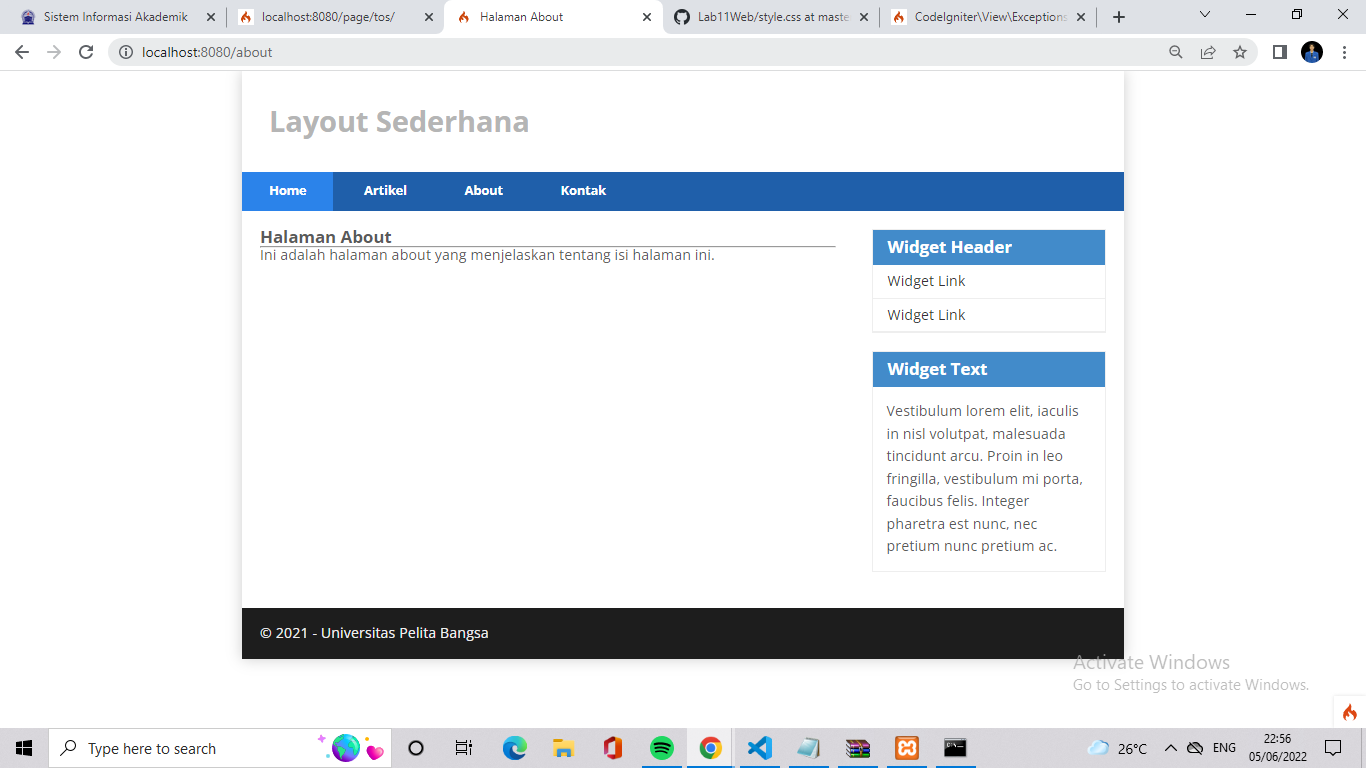 Sistem Informasi Akademik
localhost:8080/page/tos/
Halaman About
Lab11Web/style.css at maste
CodeIgniter\View\Exceptions
localhost:8080/about
Layout Sederhana
Home Artikel About Kontak
Halaman About
Ini adalah halaman about yang menjelaskan tentang isi halaman ini.
Widget Header
Widget Link
Widget Link
Widget Text
Vestibulum lorem elit, iaculis
in nisl volutpat, malesuada
tincidunt arcu. Proin in leo
fringilla, vestibulum mi porta,
faucibus felis. Integer
pharetra est nunc, nec
pretium nunc pretium ac.
© 2021 - Universitas Pelita Bangsa
Activate Windows
Go to Settings to activate Windows.
Type here to search
26°C
ENG
22:56
05/06/2022